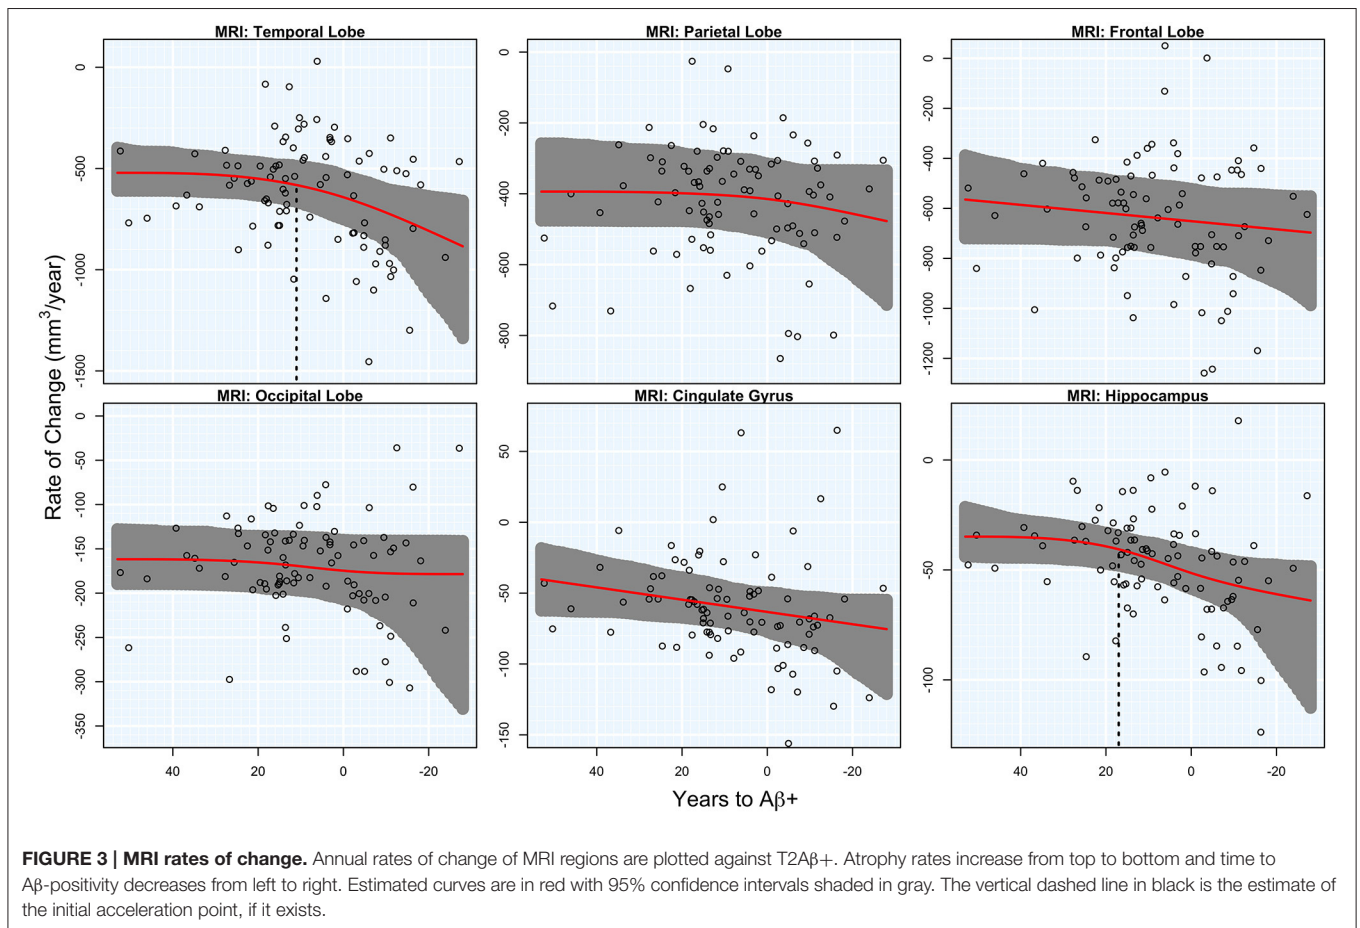 MRI: Temporal Lobe
MRI: Parietal Lobe
MRI: Frontal Lobe
0
-500
-1000
-1500
0
-200
-400
-600
-800
0
-200
-400
-600
-800
-1000
-1200
Rate of Change (mm³/year)
MRI: Occipital Lobe
MRI: Cingulate Gyrus
MRI: Hippocampus
0
-50
-100
-150
-200
-250
-300
-350
50
0
-50
-100
-150
0
-50
-100
40 20 0 -20
40 20 0 -20
40 20 0 -20
Years to Aβ+
FIGURE 3 | MRI rates of change. Annual rates of change of MRI regions are plotted against T2Aβ+. Atrophy rates increase from top to bottom and time to
Aβ-positivity decreases from left to right. Estimated curves are in red with 95% confidence intervals shaded in gray. The vertical dashed line in black is the estimate of
the initial acceleration point, if it exists.